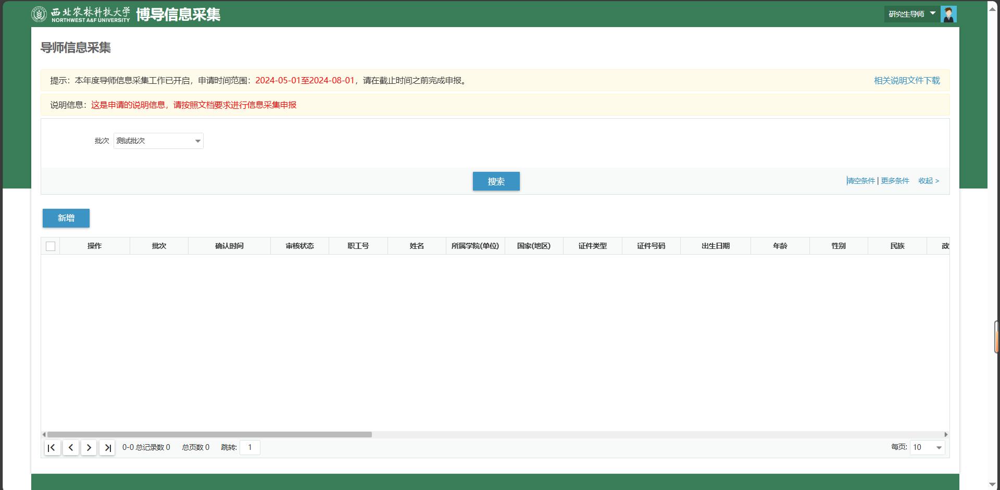 西北农林科技大学
NORTHWEST A&F UNIVERSITY
博导信息采集
研究生导师
导师信息采集
提示：本年度导师信息采集工作已开启，申请时间范围：2024-05-01至2024-08-01，请在截止时间之前完成申报。
相关说明文件下载
说明信息：这是申请的说明信息，请按照文档要求进行信息采集申报
批次 测试批次
搜索
清空条件 | 更多条件 收起 >
新增
操作 批次 确认时间 审核状态 职工号 姓名 所属学院(单位) 国家(地区) 证件类型 证件号码 出生日期 年龄 性别 民族 政
0-0 总记录数 0 总页数 0 跳转: 1
每页: 10